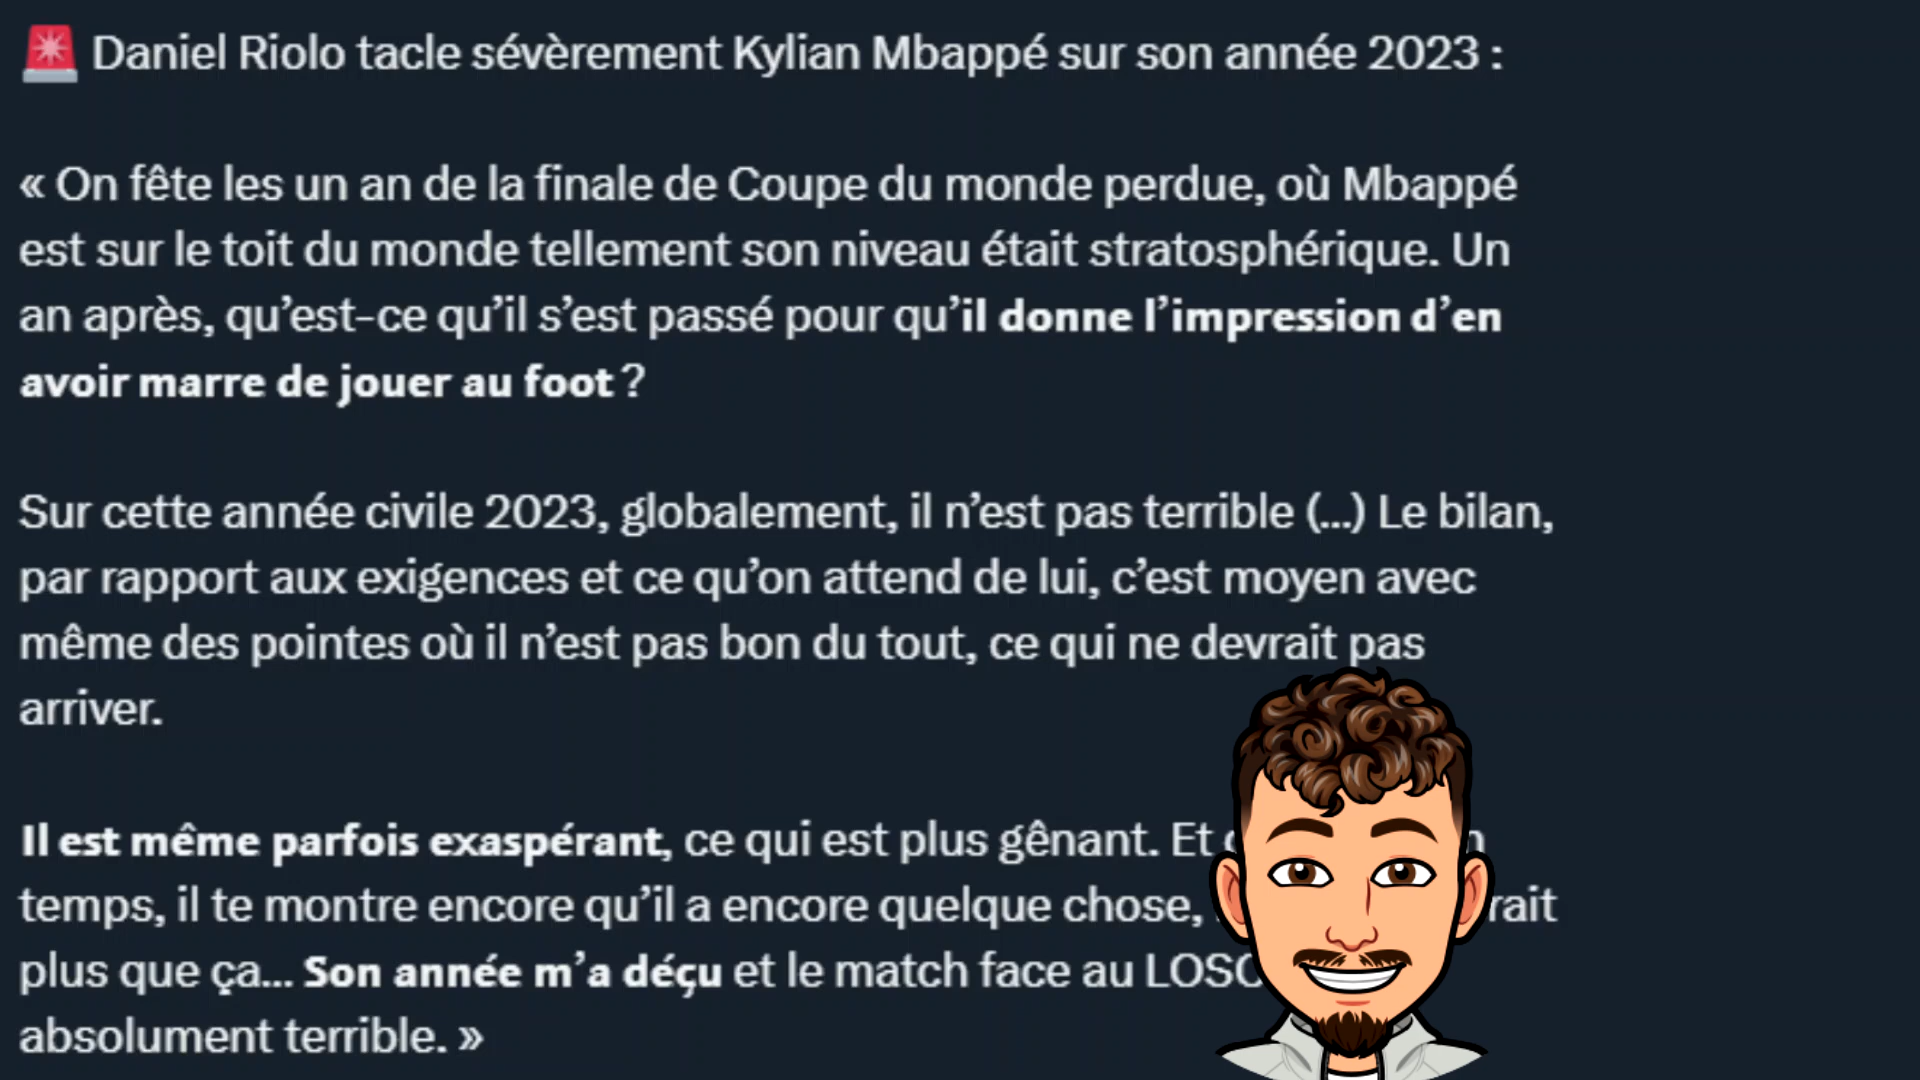 🚨 Daniel Riolo tacle sévèrement Kylian Mbappé sur son année 2023 :
« On fête les un an de la finale de Coupe du monde perdue, où Mbappé
est sur le toit du monde tellement son niveau était stratosphérique. Un
an après, qu’est-ce qu’il s’est passé pour qu’il donne l’impression d’en
avoir marre de jouer au foot ?
Sur cette année civile 2023, globalement, il n’est pas terrible (...) Le bilan,
par rapport aux exigences et ce qu’on attend de lui, c’est moyen avec
même des pointes où il n’est pas bon du tout, ce qui ne devrait pas
arriver.
Il est même parfois exaspérant, ce qui est plus gênant. Et
temps, il te montre encore qu’il a encore quelque chose,
plus que ça... Son année m’a déçu et le match face au LOSC
absolument terrible. »